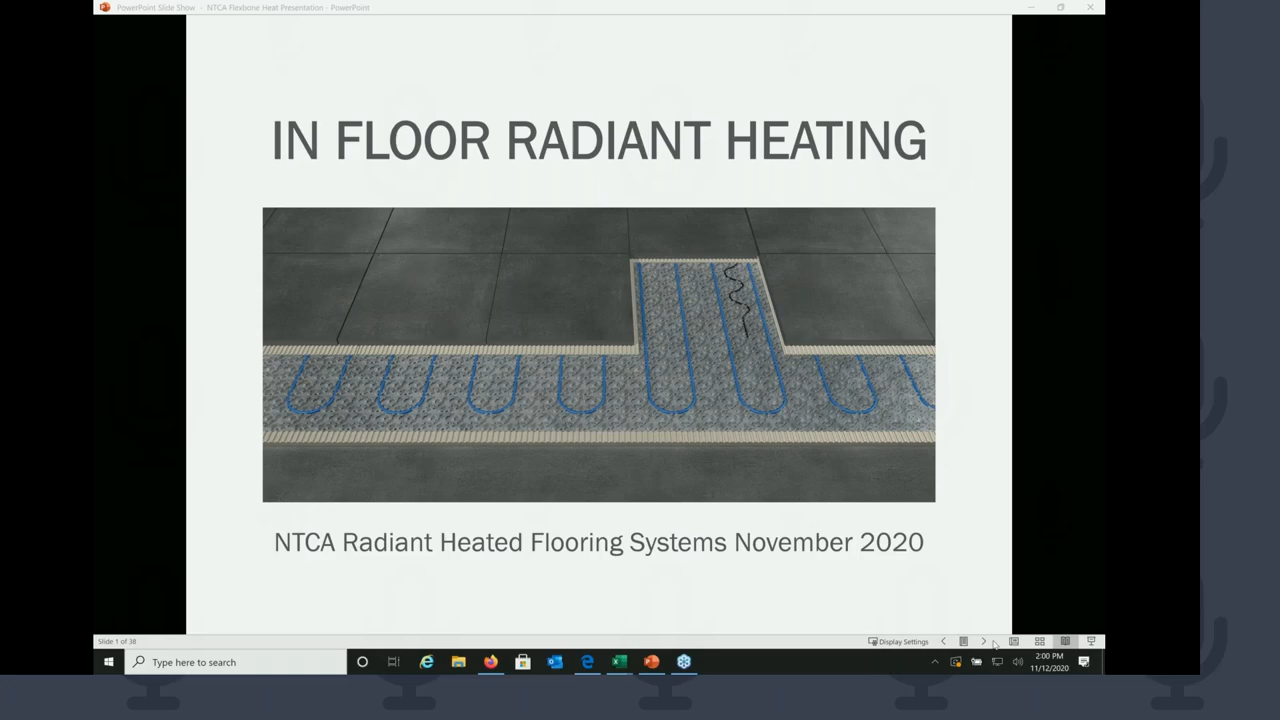 PowerPoint Slide Show - NTCA Flexbone Heat Presentation - PowerPoint
IN FLOOR RADIANT HEATING
NTCA Radiant Heated Flooring Systems November 2020
Slide 1 of 38
Display Settings
Type here to search
2:00 PM
11/12/2020